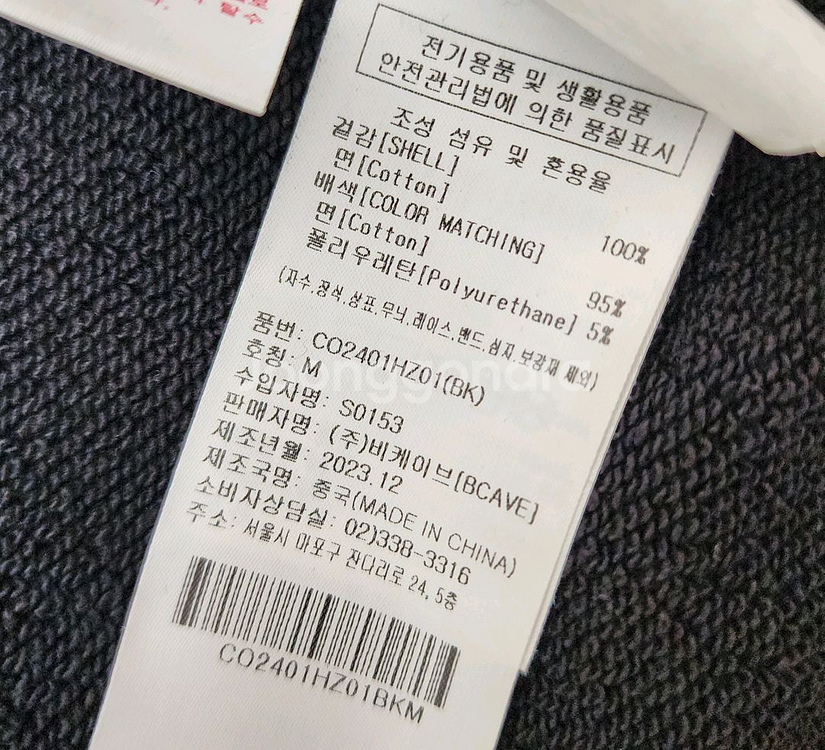 탈수
전기용품 및 생활용품
안전관리법에 의한 품질표시
조성 섬유 및 혼용율
겉감[SHELL]
면[Cotton] 100%
배색[COLOR MATCHING]
면[Cotton] 95%
폴리우레탄[Polyurethane] 5%
(자수,장식,상표,무늬,레이스,밴드,심지,보강재 제외)
품번: CO2401HZ01(BK)
호칭: M
수입자명: S0153
판매자명: (주)비케이브[BCAVE]
제조년월: 2023.12
제조국명: 중국(MADE IN CHINA)
소비자상담실: 02)338-3316
주소: 서울시 마포구 잔다리로 24, 5층
CO2401HZ01BKM
joonggonara